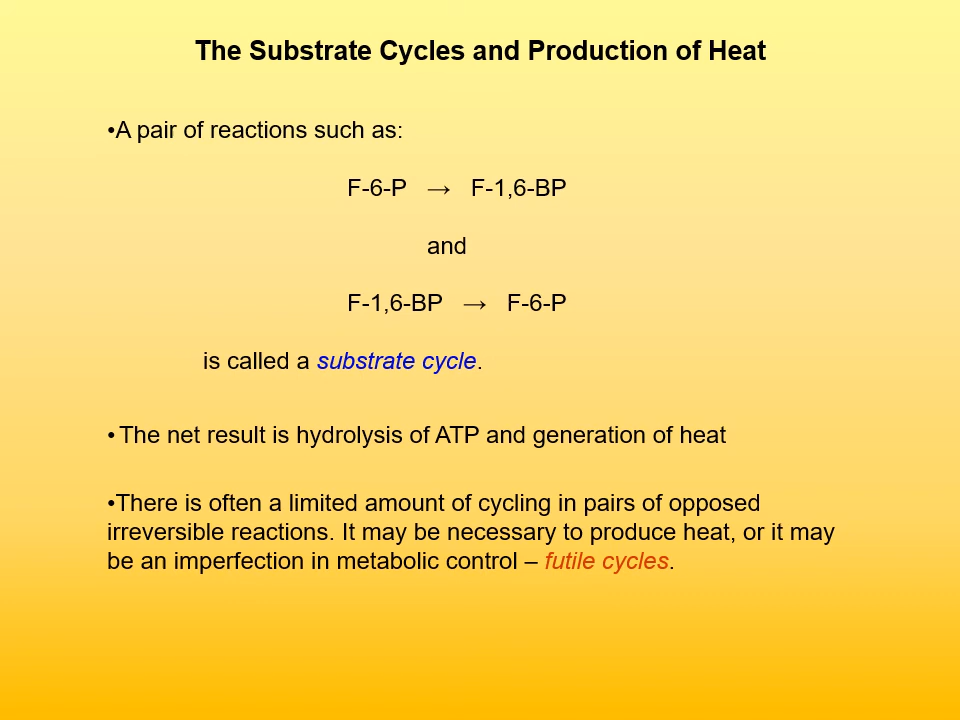 The Substrate Cycles and Production of Heat
•A pair of reactions such as:
F-6-P → F-1,6-BP
and
F-1,6-BP → F-6-P
is called a substrate cycle.
• The net result is hydrolysis of ATP and generation of heat
•There is often a limited amount of cycling in pairs of opposed
irreversible reactions. It may be necessary to produce heat, or it may
be an imperfection in metabolic control – futile cycles.